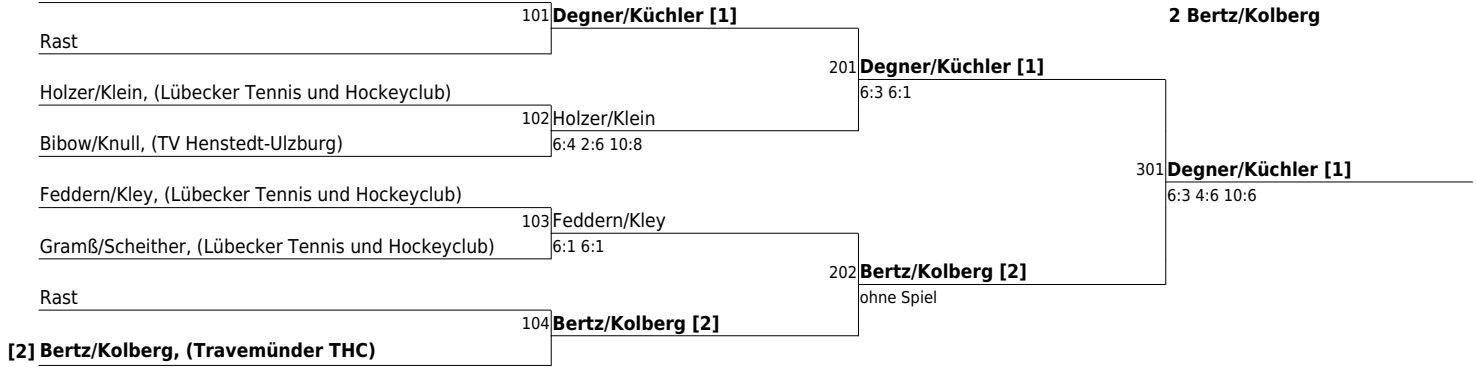 101 Degner/Küchler [1]
2 Bertz/Kolberg
Rast
201 Degner/Küchler [1]
Holzer/Klein, (Lübecker Tennis und Hockeyclub)
6:3 6:1
102 Holzer/Klein
Bibow/Knull, (TV Henstedt-Ulzburg)
6:4 2:6 10:8
301 Degner/Küchler [1]
Feddern/Kley, (Lübecker Tennis und Hockeyclub)
6:3 4:6 10:6
103 Feddern/Kley
Gramß/Scheither, (Lübecker Tennis und Hockeyclub)
6:1 6:1
202 Bertz/Kolberg [2]
Rast
ohne Spiel
104 Bertz/Kolberg [2]
[2] Bertz/Kolberg, (Travemünder THC)